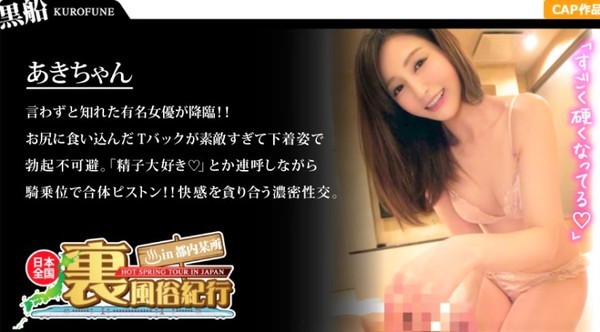 黒船 KUROFUNE
CAP作品
あきちゃん
言わずと知れた有名女優が降臨!!
お尻に食い込んだTバックが素敵すぎて下着姿で
勃起不可避。「精子大好き♡」とか連呼しながら
騎乗位で合体ピストン!!快感を貪り合う濃密性交。
「すごく硬くなってる♡」
♨in都内某所
日本全国
HOT SPRING TOUR IN JAPAN
裏風俗紀行